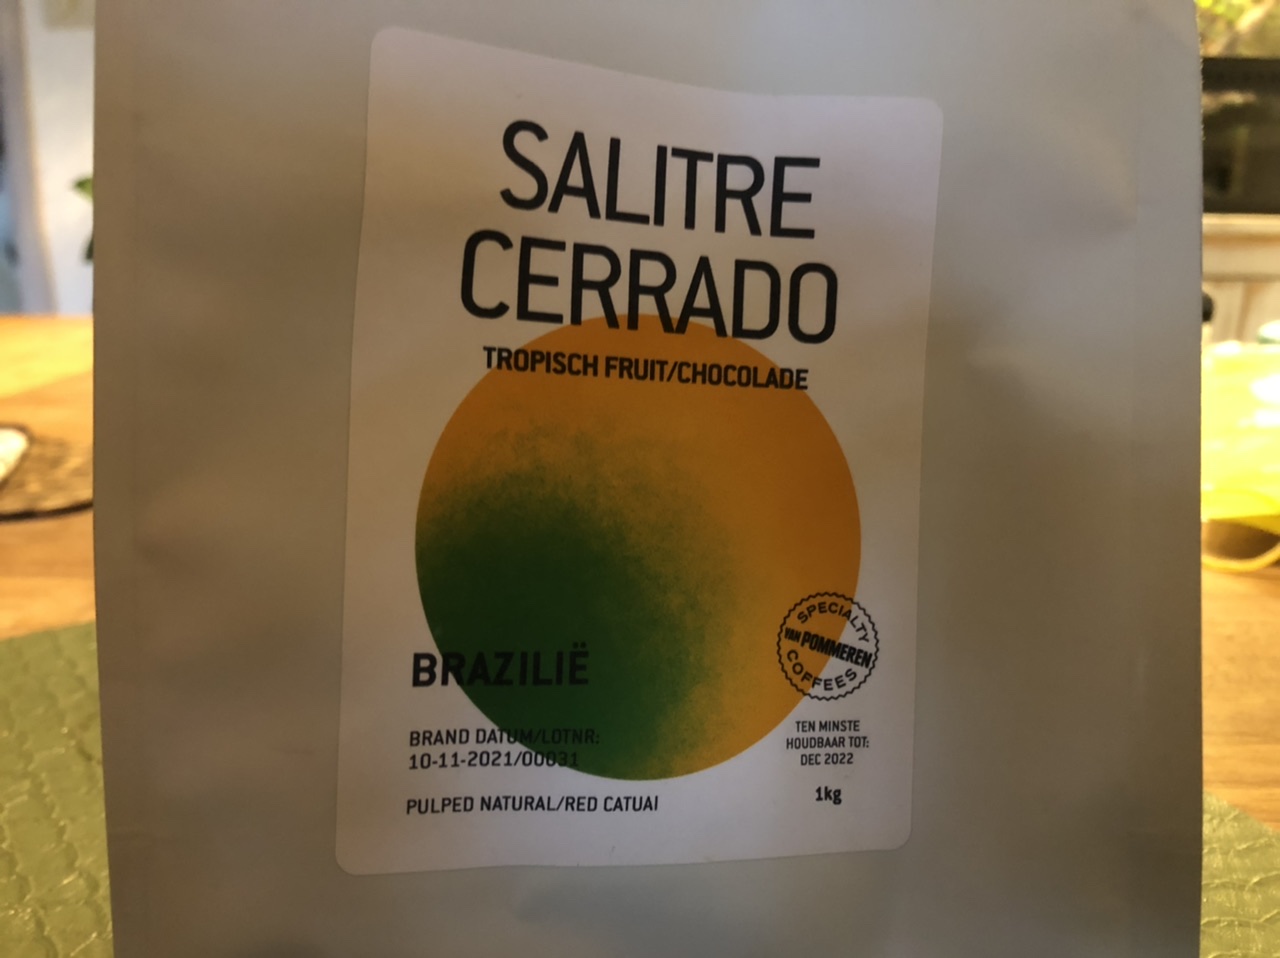 SALITRE
CERRADO
TROPISCH FRUIT/CHOCOLADE
SPECIALTY
VAN POMMEREN
COFFEES
BRAZILIË
BRAND DATUM/LOTNR:
10-11-2021/00031
PULPED NATURAL/RED CATUAI
TEN MINSTE
HOUDBAAR TOT:
DEC 2022
1kg